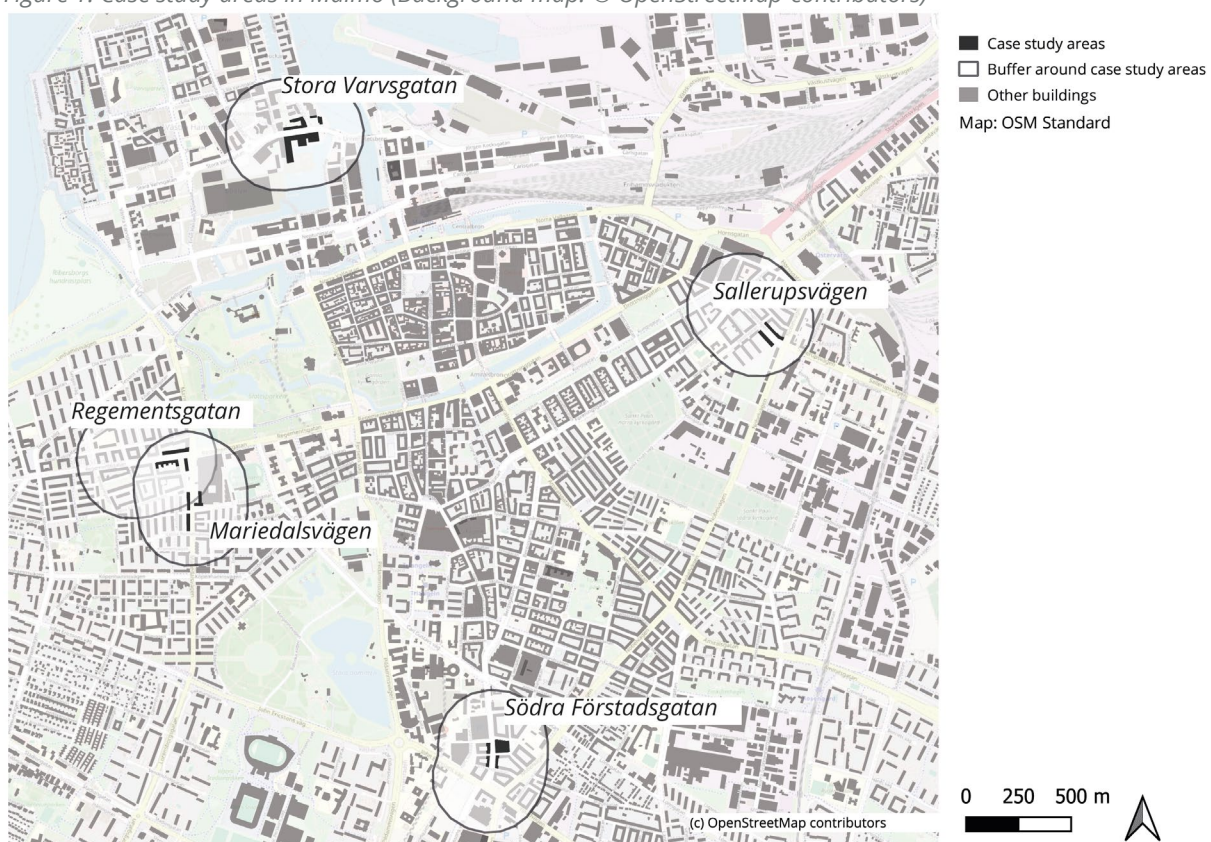 Figure 1: Case study areas in Malmö (Background map: © OpenStreetMap contributors)
Case study areas
Buffer around case study areas
Other buildings
Map: OSM Standard
Stora Varvsgatan
Sallerupsvägen
Regementsgatan
Mariedalsvägen
Södra Förstadsgatan
(c) OpenStreetMap contributors
0 250 500 m